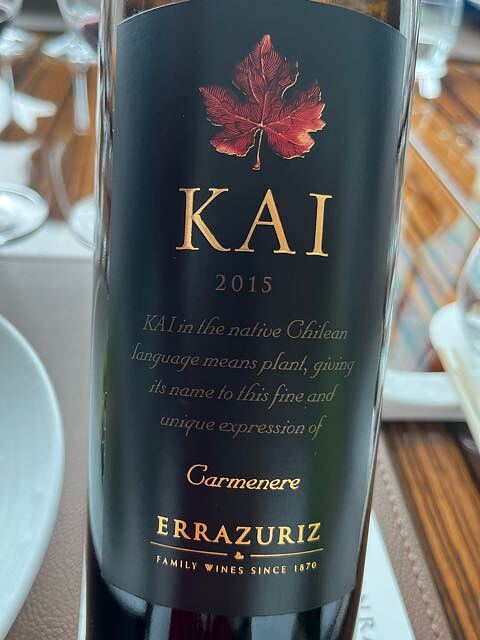 KAI
2015
KAI in the native Chilean
language means plant, giving
its name to this fine and
unique expression of
Carmenere
ERRAZURIZ
FAMILY WINES SINCE 1870